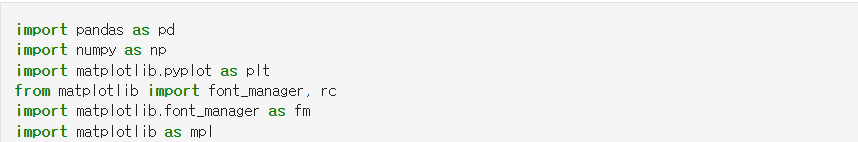 import pandas as pd
import numpy as np
import matplotlib.pyplot as plt
from matplotlib import font_manager, rc
import matplotlib.font_manager as fm
import matplotlib as mpl